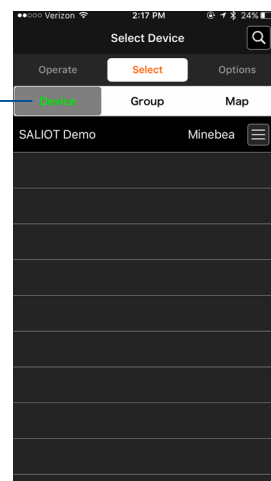 Verizon 2:17 PM 24%
Select Device
Operate Select Options
Device Group Map
SALIOT Demo Minebea